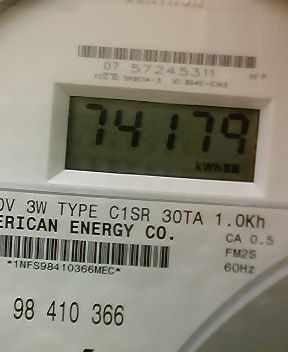 07 57245311
74179
kWh
0V 3W TYPE C1SR 30TA 1.0Kh
ERICAN ENERGY CO.
CA 0.5
FM2S
60Hz
*1NFS98410366MEC*
98 410 366